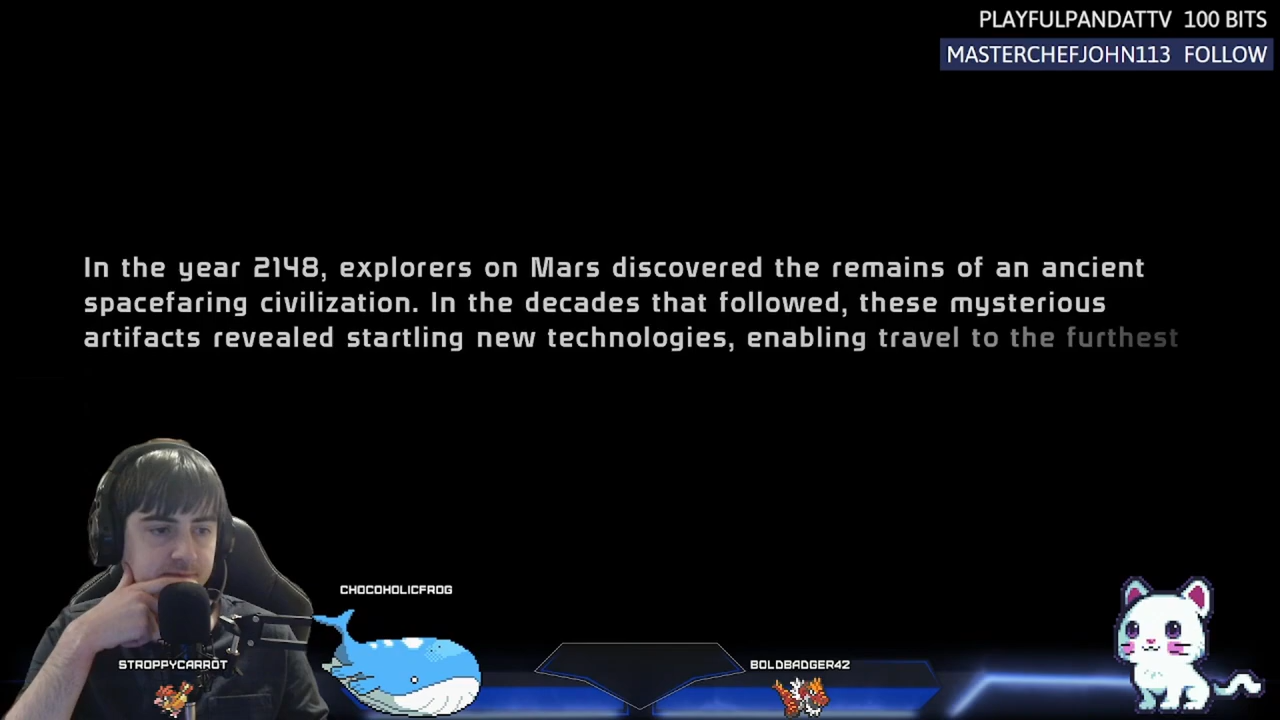 PLAYFULPANDATTV 100 BITS
MASTERCHEFJOHN113 FOLLOW
In the year 2148, explorers on Mars discovered the remains of an ancient
spacefaring civilization. In the decades that followed, these mysterious
artifacts revealed startling new technologies, enabling travel to the furthest
CHOCOHOLICFROG
STROPPYCARROT
BOLDBADGER42